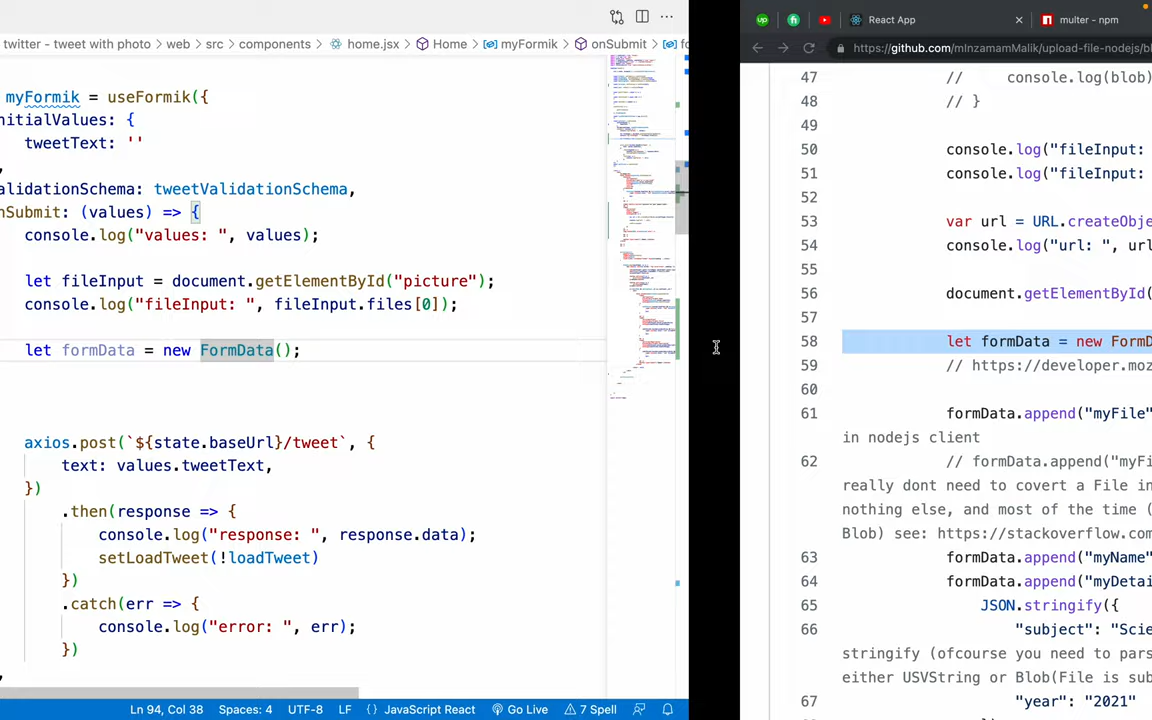 twitter - tweet with photo > web > src > components > home.jsx > Home > myFormik > onSubmit >
myFormik = useFormik({
nitialValues: {
tweetText: ''
,
alidationSchema: tweetValidationSchema,
nSubmit: (values) => {
console.log("values: ", values);
let fileInput = document.getElementById("picture");
console.log("fileInput: ", fileInput.files[0]);
let formData = new FormData();
axios.post(`${state.baseUrl}/tweet`, {
text: values.tweetText,
})
.then(response => {
console.log("response: ", response.data);
setLoadTweet(!loadTweet)
})
.catch(err => {
console.log("error: ", err);
})
,
Ln 94, Col 38 Spaces: 4 UTF-8 LF {} JavaScript React Go Live 7 Spell
up fi React App × multer - npm
https://github.com/mInzamamMalik/upload-file-nodejs/bl
47 // console.log(blob)
48 // }
49
50 console.log("fileInput:
51 console.log("fileInput:
52
53 var url = URL.createObje
54 console.log("url: ", url
55
56 document.getElementById(
57
58 let formData = new FormD
59 // https://developer.moz
60
61 formData.append("myFile"
in nodejs client
62 // formData.append("myFi
really dont need to covert a File in
nothing else, and most of the time (
Blob) see: https://stackoverflow.com
63 formData.append("myName"
64 formData.append("myDetai
65 JSON.stringify({
66 "subject": "Scie
stringify (ofcourse you need to pars
either USVString or Blob(File is sub
67 "year": "2021"